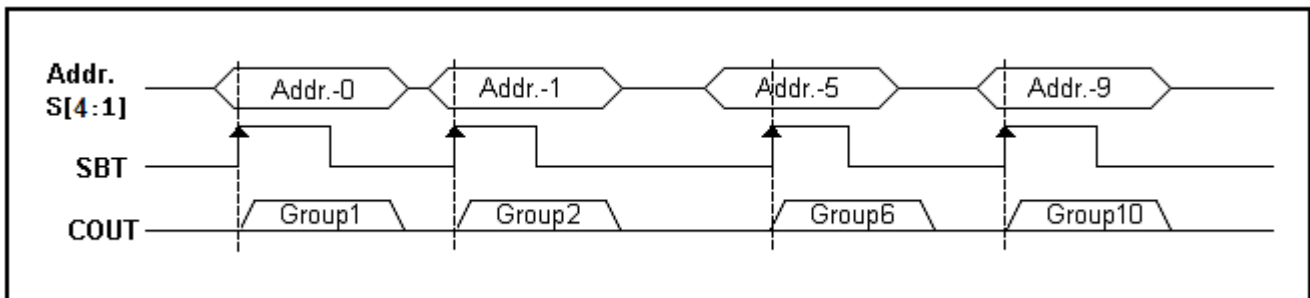 Addr. S[4:1]
Addr.-0 Addr.-1 Addr.-5 Addr.-9
SBT
COUT Group1 Group2 Group6 Group10